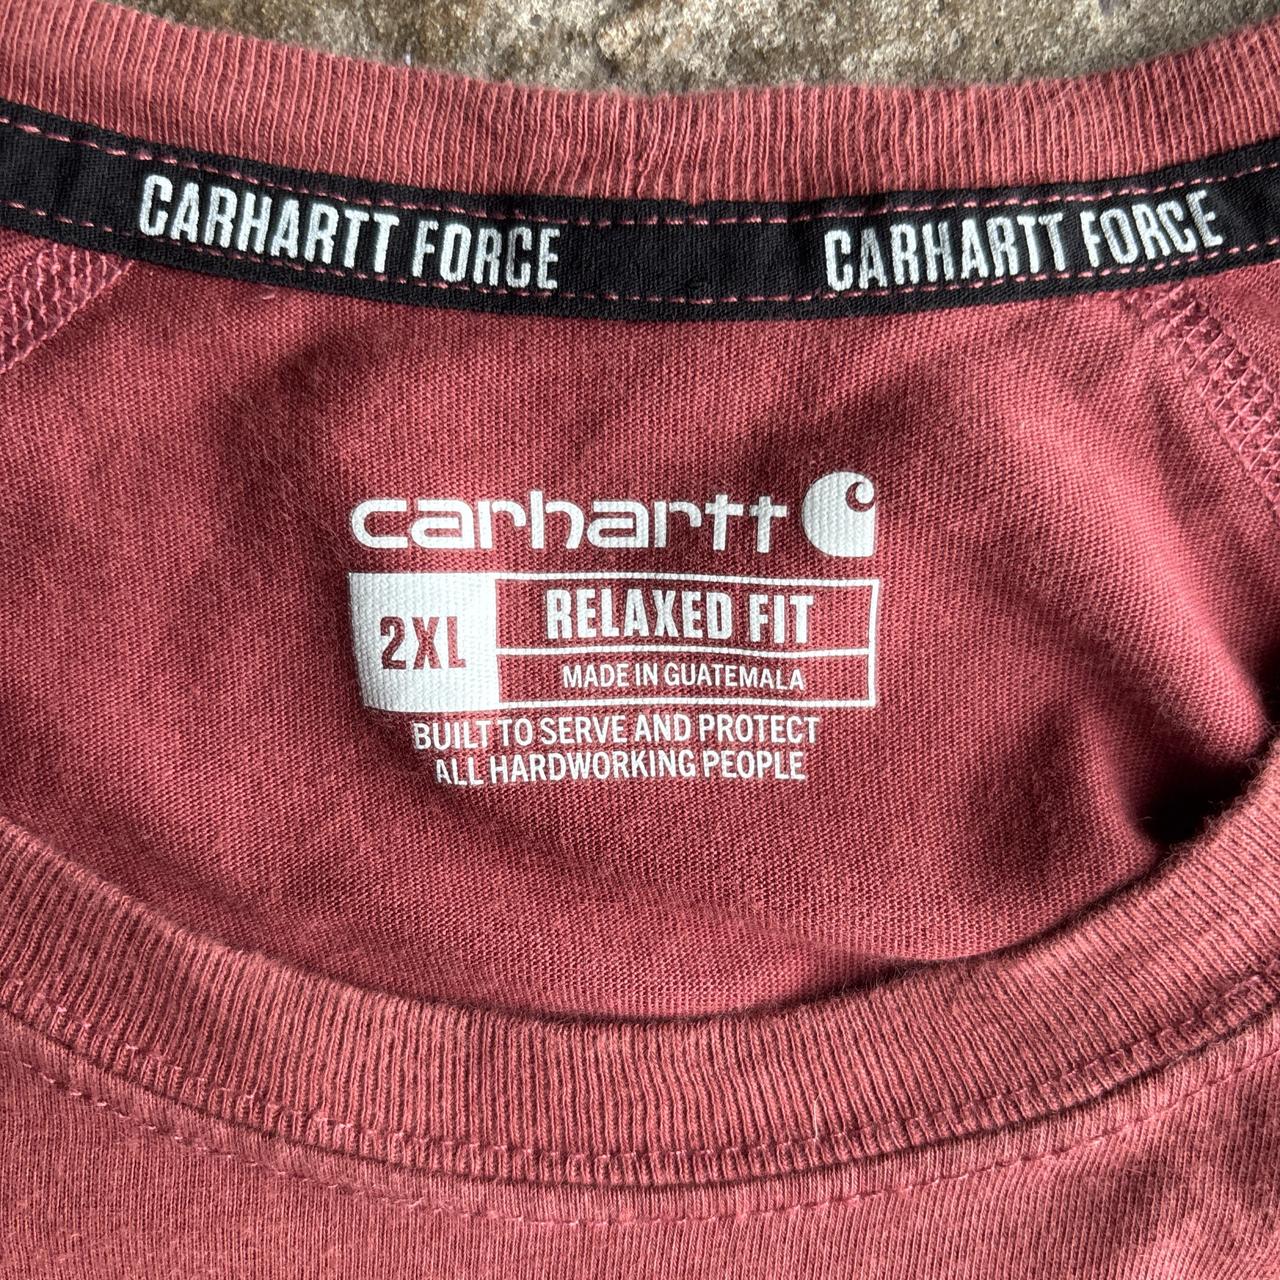 CARHARTT FORCE CARHARTT FORCE
carhartt
2XL RELAXED FIT
MADE IN GUATEMALA
BUILT TO SERVE AND PROTECT
ALL HARDWORKING PEOPLE